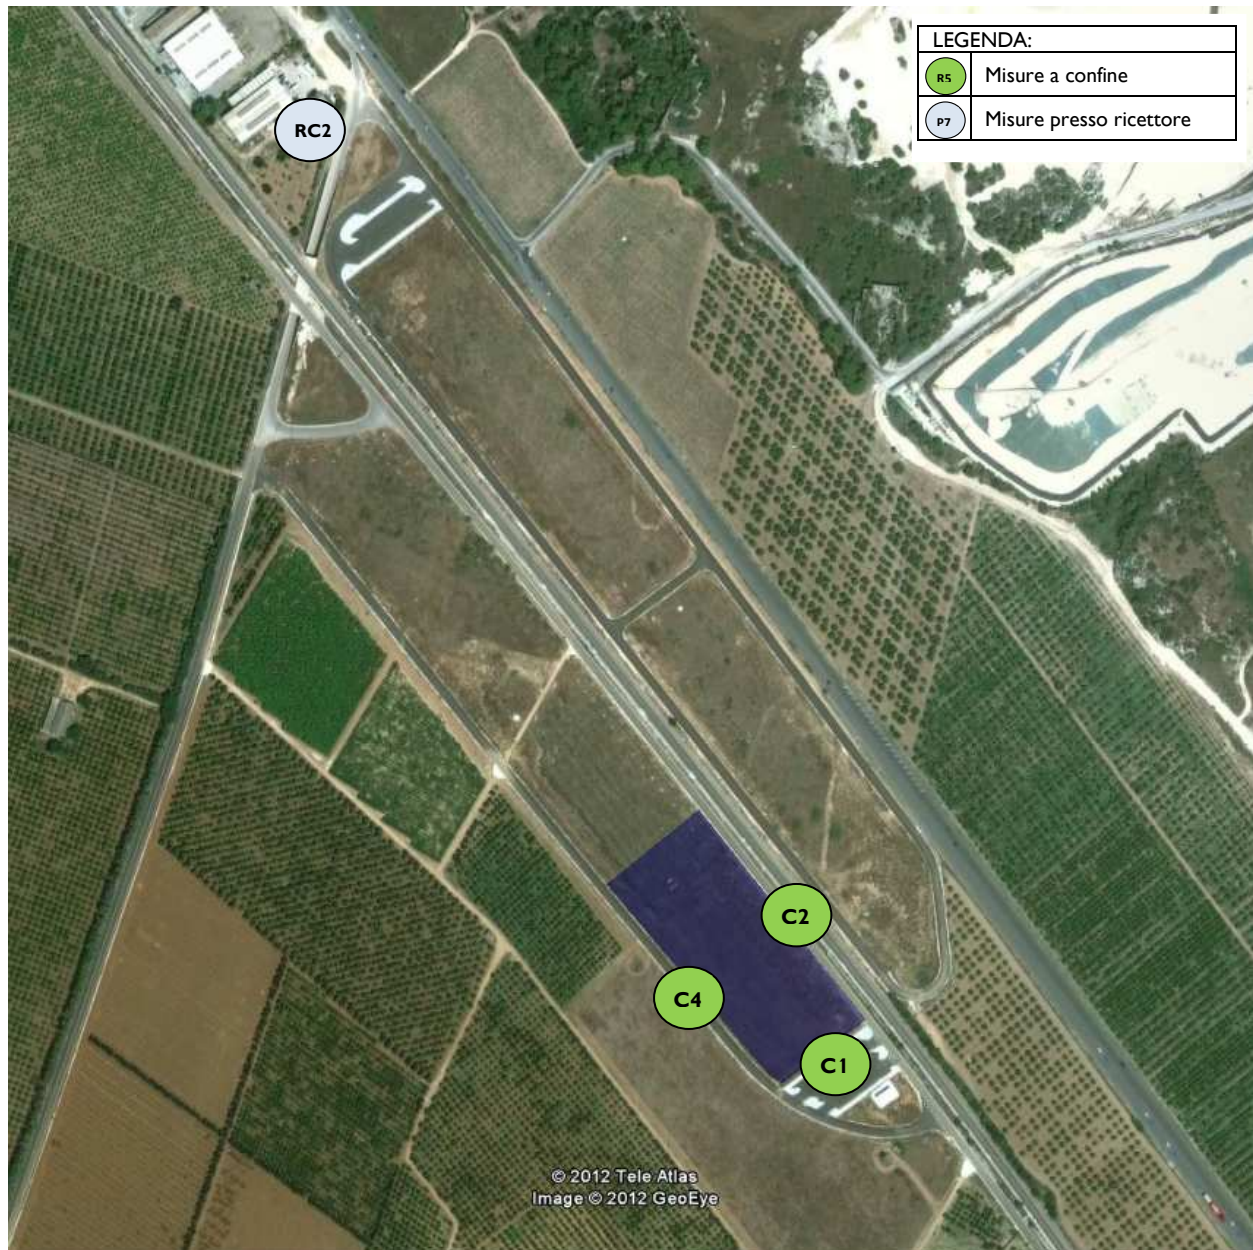 LEGENDA:
R5 Misure a confine
P7 Misure presso ricettore
RC2
C2
C4
C1
© 2012 Tele Atlas
Image © 2012 GeoEye